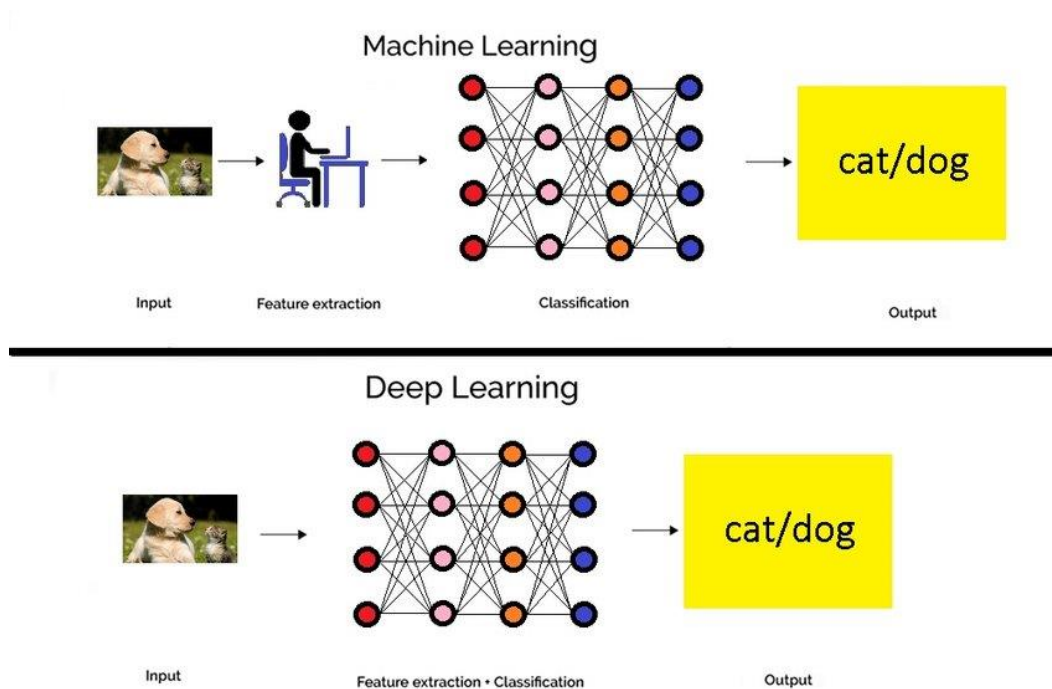 Machine Learning
cat/dog
Input
Feature extraction
Classification
Output
Deep Learning
cat/dog
Input
Feature extraction + Classification
Output